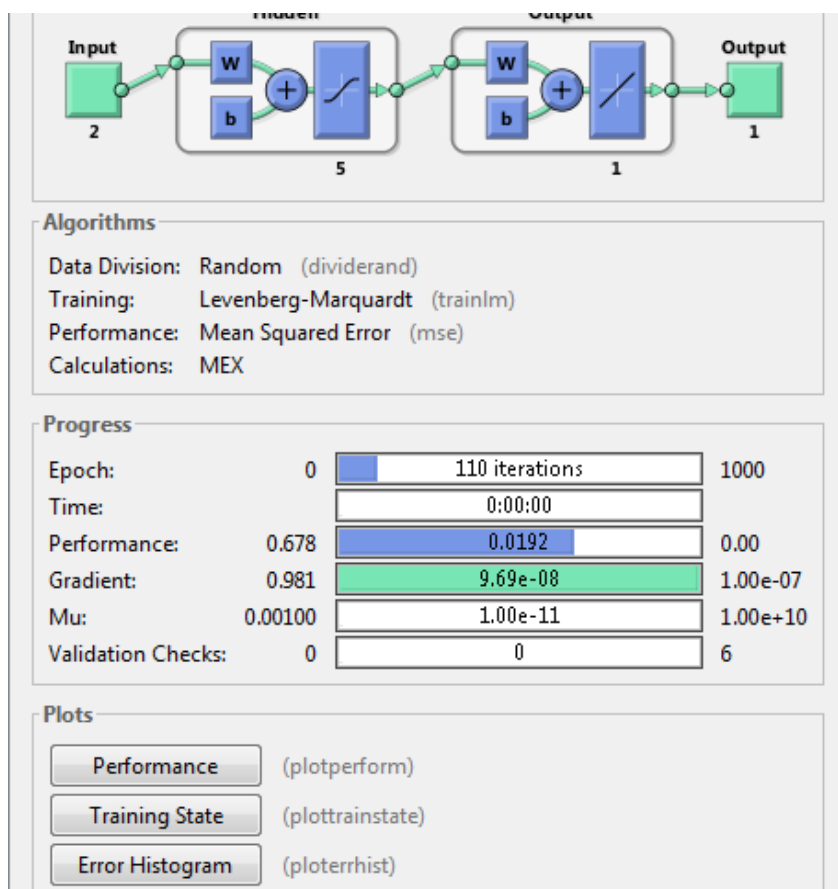 Hidden Output
Input Output
W W
b b
2 5 1 1
Algorithms
Data Division: Random (dividerand)
Training: Levenberg-Marquardt (trainlm)
Performance: Mean Squared Error (mse)
Calculations: MEX
Progress
Epoch: 0 110 iterations 1000
Time: 0:00:00
Performance: 0.678 0.0192 0.00
Gradient: 0.981 9.69e-08 1.00e-07
Mu: 0.00100 1.00e-11 1.00e+10
Validation Checks: 0 0 6
Plots
Performance (plotperform)
Training State (plottrainstate)
Error Histogram (ploterrhist)